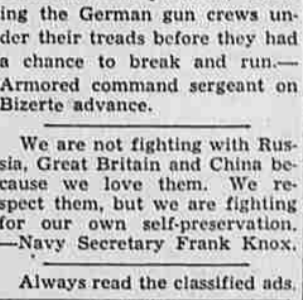 ing the German gun crews un-
der their treads before they had
a chance to break and run.—
Armored command sergeant on
Bizerte advance.
We are not fighting with Rus-
sia, Great Britain and China be-
cause we love them. We re-
spect them, but we are fighting
for our own self-preservation.
—Navy Secretary Frank Knox.
Always read the classified ads.